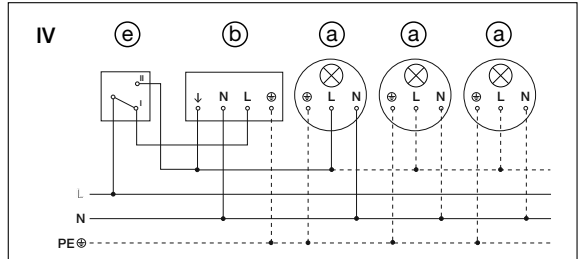 IV e b a a a
II
I
↓ N L ⏚ ⏚ L N ⏚ L N ⏚ L N
L
N
PE ⏚